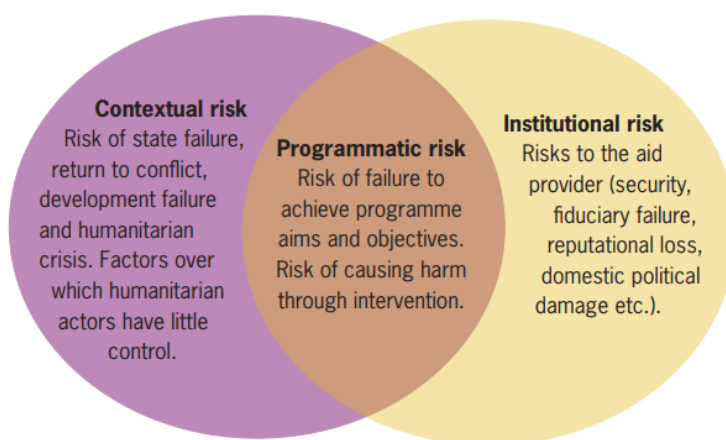 Contextual risk
Risk of state failure,
return to conflict,
development failure
and humanitarian
crisis. Factors over
which humanitarian
actors have little
control.
Programmatic risk
Risk of failure to
achieve programme
aims and objectives.
Risk of causing harm
through intervention.
Institutional risk
Risks to the aid
provider (security,
fiduciary failure,
reputational loss,
domestic political
damage etc.).